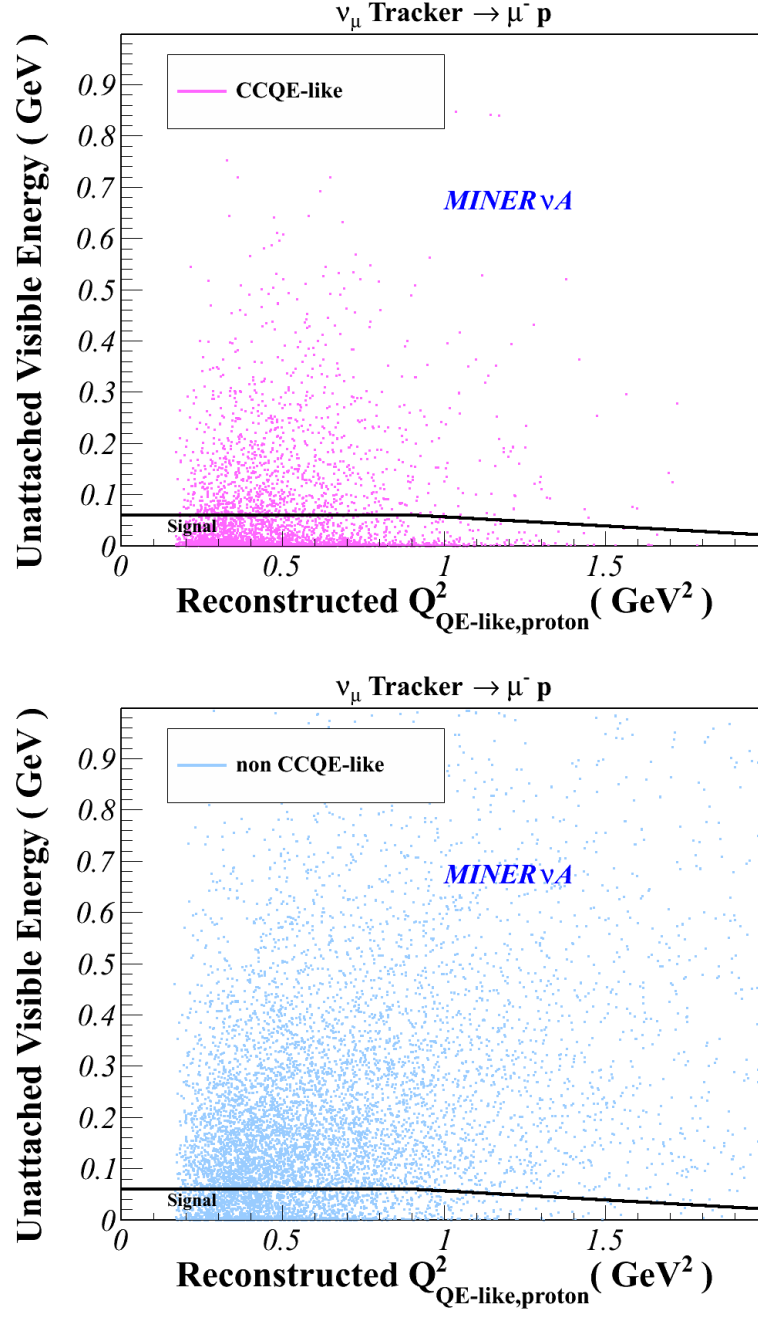 νμ Tracker → μ- p
CCQE-like
MINERνA
Unattached Visible Energy ( GeV )
0.9
0.8
0.7
0.6
0.5
0.4
0.3
0.2
0.1
0
Signal
0 0.5 1 1.5
Reconstructed Q²QE-like,proton ( GeV² )
νμ Tracker → μ- p
non CCQE-like
MINERνA
Unattached Visible Energy ( GeV )
0.9
0.8
0.7
0.6
0.5
0.4
0.3
0.2
0.1
0
Signal
0 0.5 1 1.5
Reconstructed Q²QE-like,proton ( GeV² )